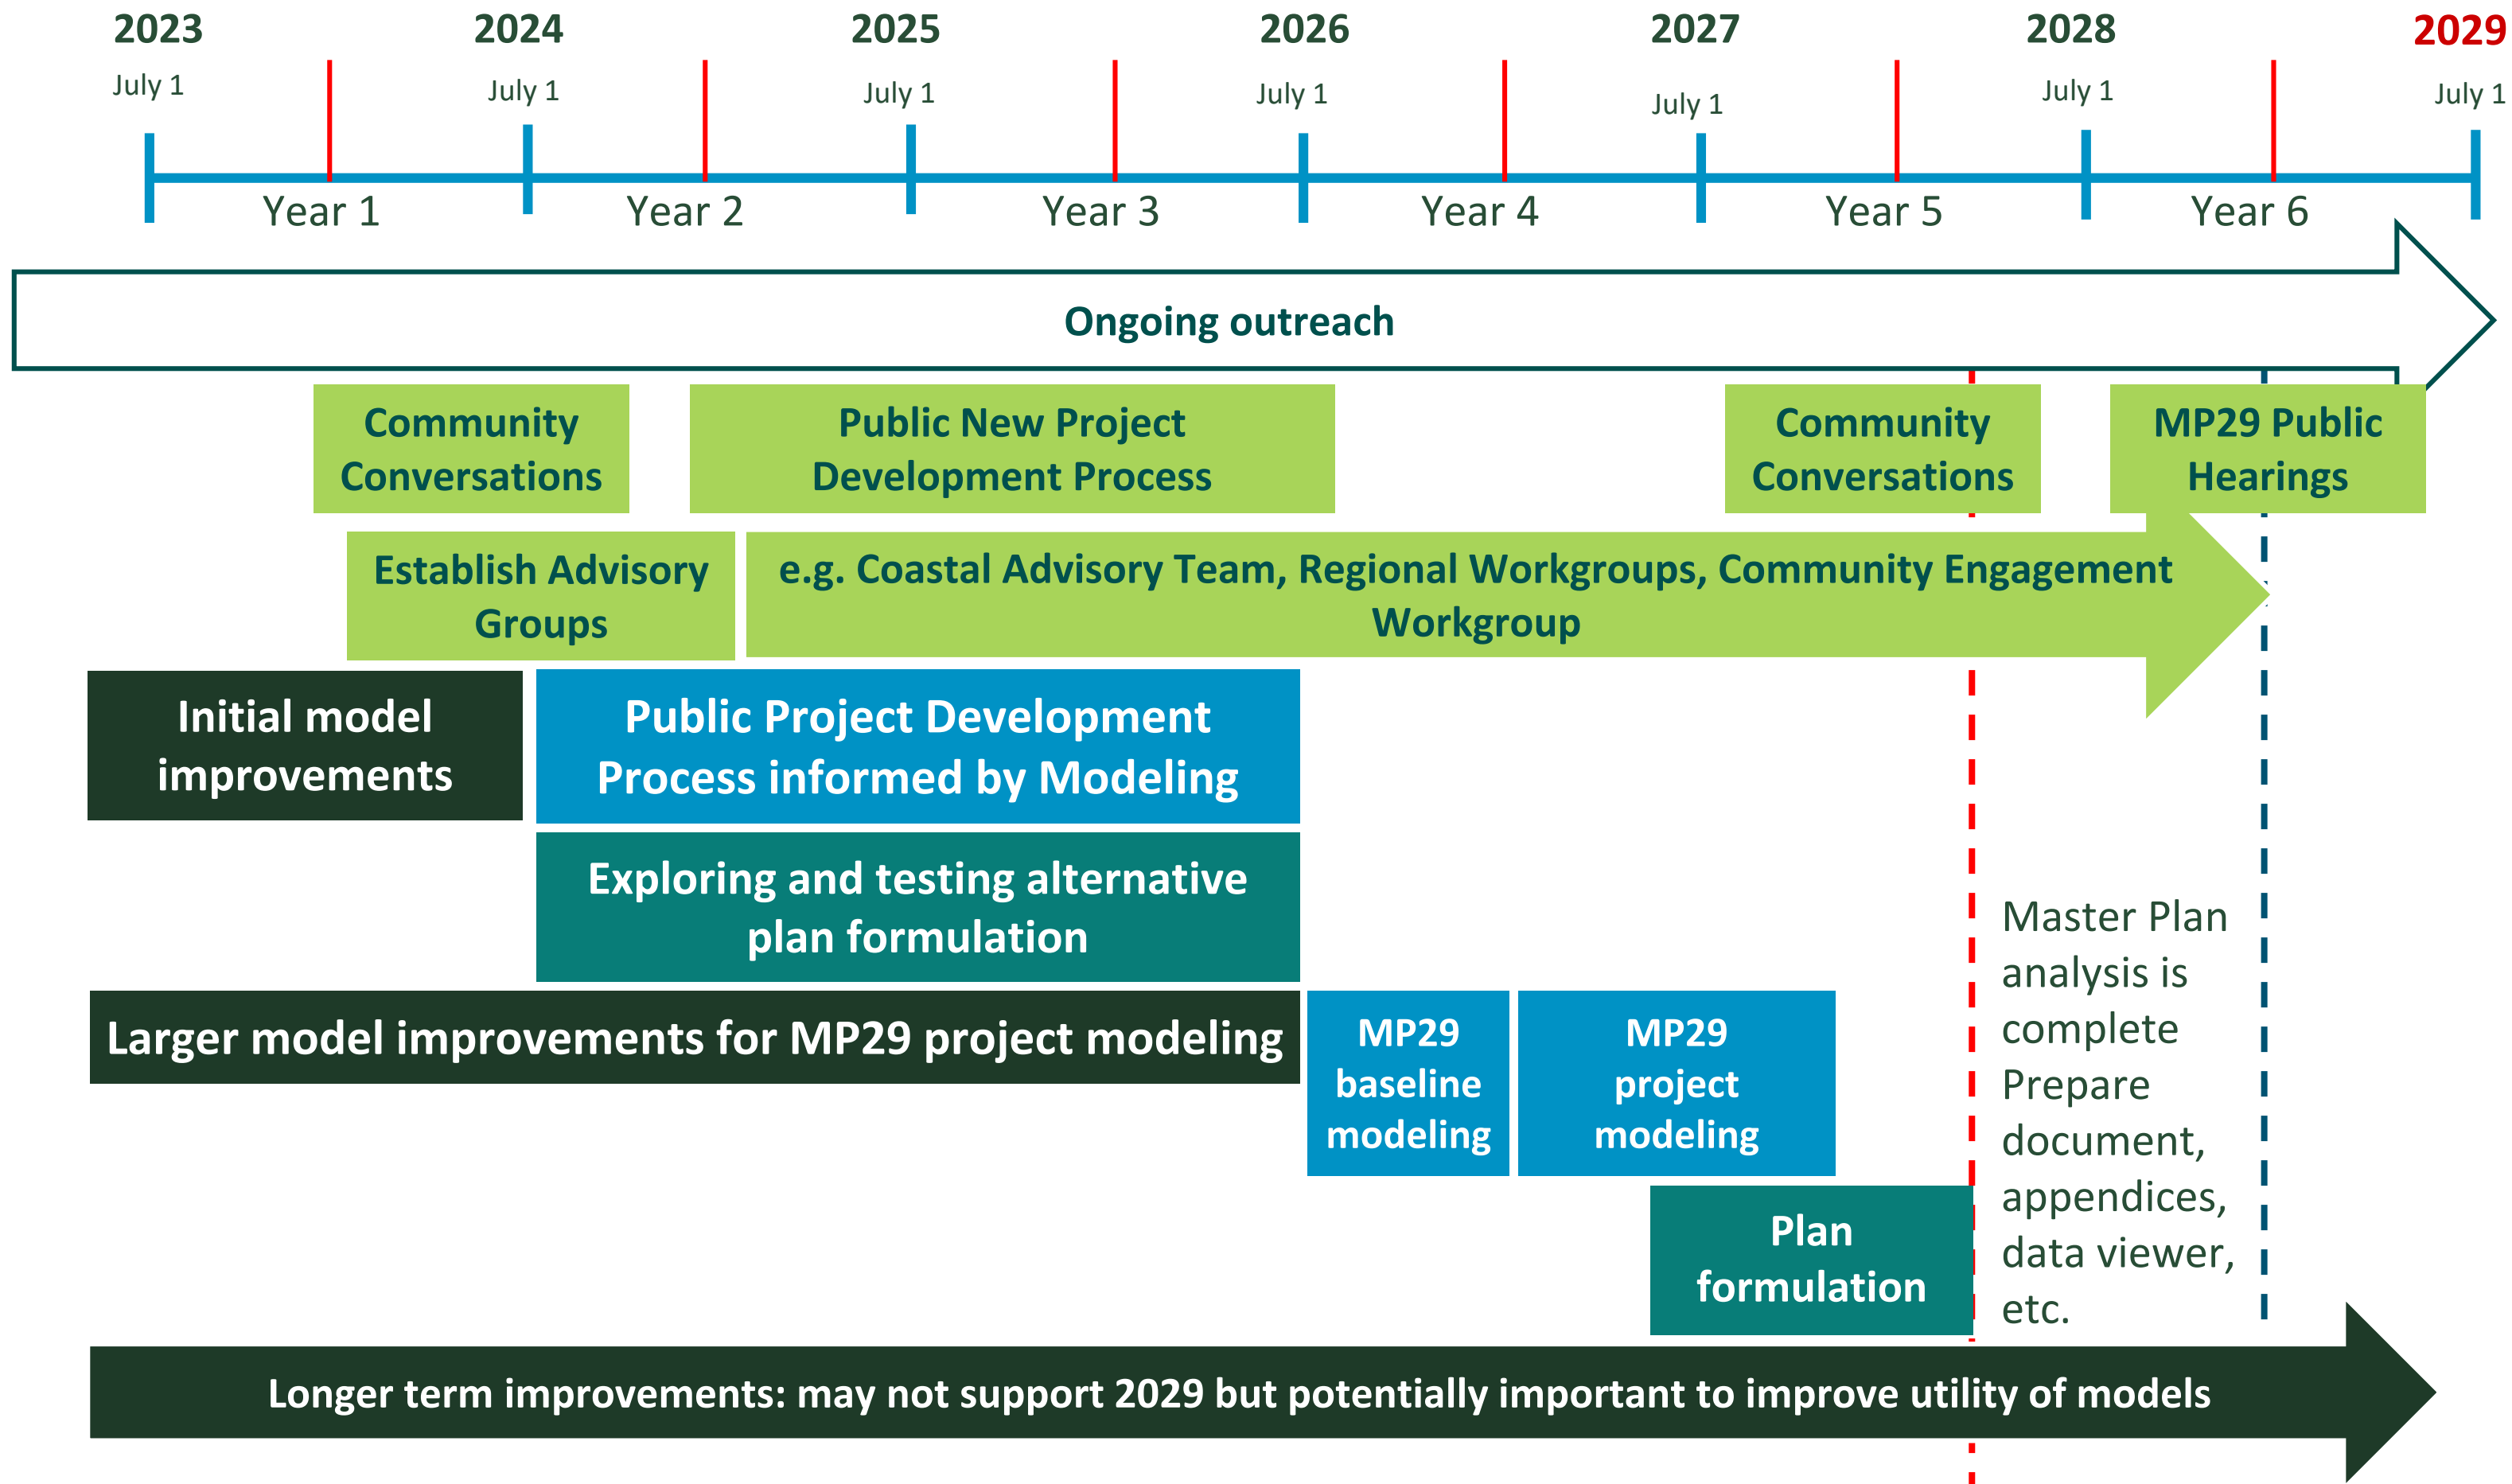 2023
2024
2025
2026
2027
2028
2029
July 1
July 1
July 1
July 1
July 1
July 1
July 1
Year 1
Year 2
Year 3
Year 4
Year 5
Year 6
Ongoing outreach
Community
Conversations
Public New Project
Development Process
Community
Conversations
MP29 Public
Hearings
Establish Advisory
Groups
e.g. Coastal Advisory Team, Regional Workgroups, Community Engagement
Workgroup
Initial model
improvements
Public Project Development
Process informed by Modeling
Exploring and testing alternative
plan formulation
Larger model improvements for MP29 project modeling
MP29
baseline
modeling
MP29
project
modeling
Plan
formulation
Master Plan
analysis is
complete
Prepare
document,
appendices,
data viewer,
etc.
Longer term improvements: may not support 2029 but potentially important to improve utility of models